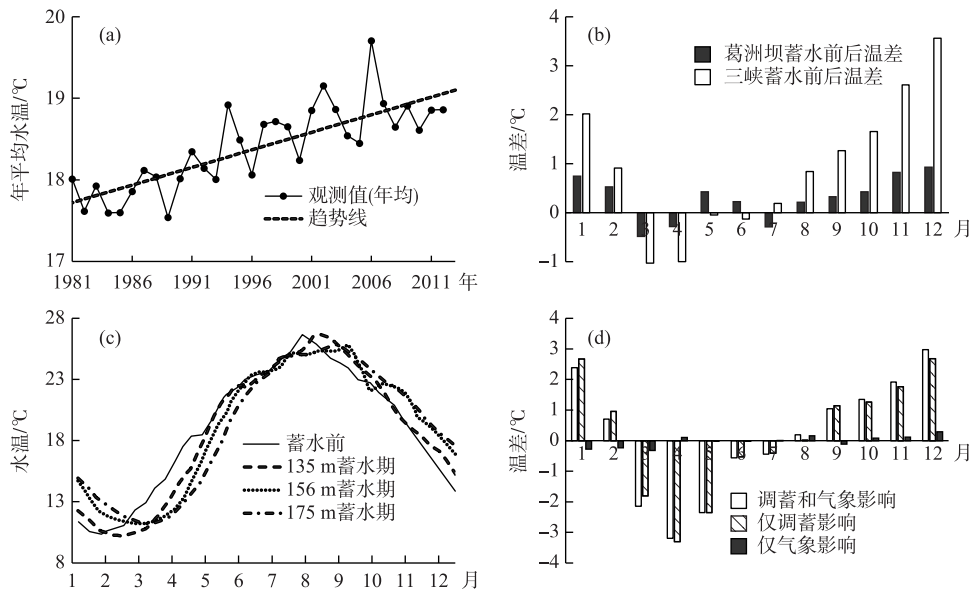 (a)
年平均水温/℃
20
19
18
17
观测值(年均)
趋势线
1981 1986 1991 1996 2001 2006 2011 年
(b)
温差/℃
4
3
2
1
0
−1
葛洲坝蓄水前后温差
三峡蓄水前后温差
1 2 3 4 5 6 7 8 9 10 11 12 月
(c)
水温/℃
28
23
18
13
8
蓄水前
135 m蓄水期
156 m蓄水期
175 m蓄水期
1 2 3 4 5 6 7 8 9 10 11 12 月
(d)
温差/℃
4
3
2
1
0
−1
−2
−3
−4
1 2 3 4 5 6 7 8 9 10 11 12 月
调蓄和气象影响
仅调蓄影响
仅气象影响